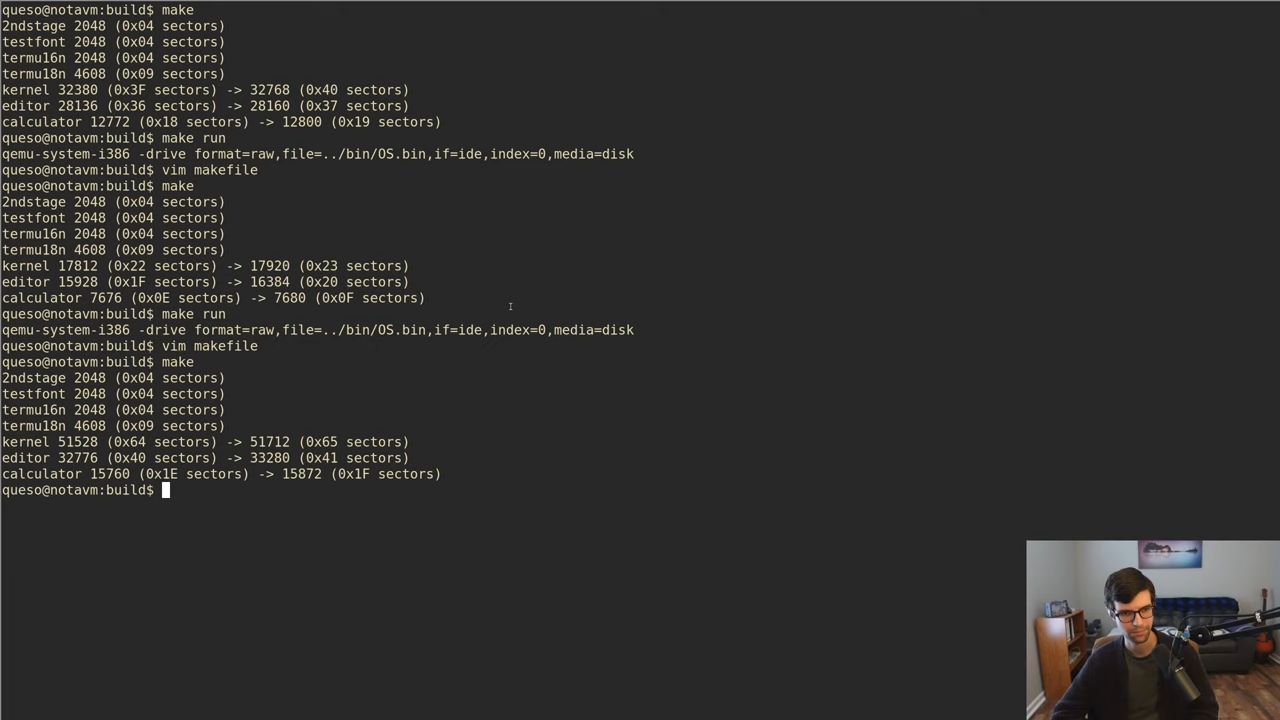 queso@notavm:build$ make
2ndstage 2048 (0x04 sectors)
testfont 2048 (0x04 sectors)
termu16n 2048 (0x04 sectors)
termu18n 4608 (0x09 sectors)
kernel 32380 (0x3F sectors) -> 32768 (0x40 sectors)
editor 28136 (0x36 sectors) -> 28160 (0x37 sectors)
calculator 12772 (0x18 sectors) -> 12800 (0x19 sectors)
queso@notavm:build$ make run
qemu-system-i386 -drive format=raw,file=../bin/OS.bin,if=ide,index=0,media=disk
queso@notavm:build$ vim makefile
queso@notavm:build$ make
2ndstage 2048 (0x04 sectors)
testfont 2048 (0x04 sectors)
termu16n 2048 (0x04 sectors)
termu18n 4608 (0x09 sectors)
kernel 17812 (0x22 sectors) -> 17920 (0x23 sectors)
editor 15928 (0x1F sectors) -> 16384 (0x20 sectors)
calculator 7676 (0x0E sectors) -> 7680 (0x0F sectors)
queso@notavm:build$ make run
qemu-system-i386 -drive format=raw,file=../bin/OS.bin,if=ide,index=0,media=disk
queso@notavm:build$ vim makefile
queso@notavm:build$ make
2ndstage 2048 (0x04 sectors)
testfont 2048 (0x04 sectors)
termu16n 2048 (0x04 sectors)
termu18n 4608 (0x09 sectors)
kernel 51528 (0x64 sectors) -> 51712 (0x65 sectors)
editor 32776 (0x40 sectors) -> 33280 (0x41 sectors)
calculator 15760 (0x1E sectors) -> 15872 (0x1F sectors)
queso@notavm:build$